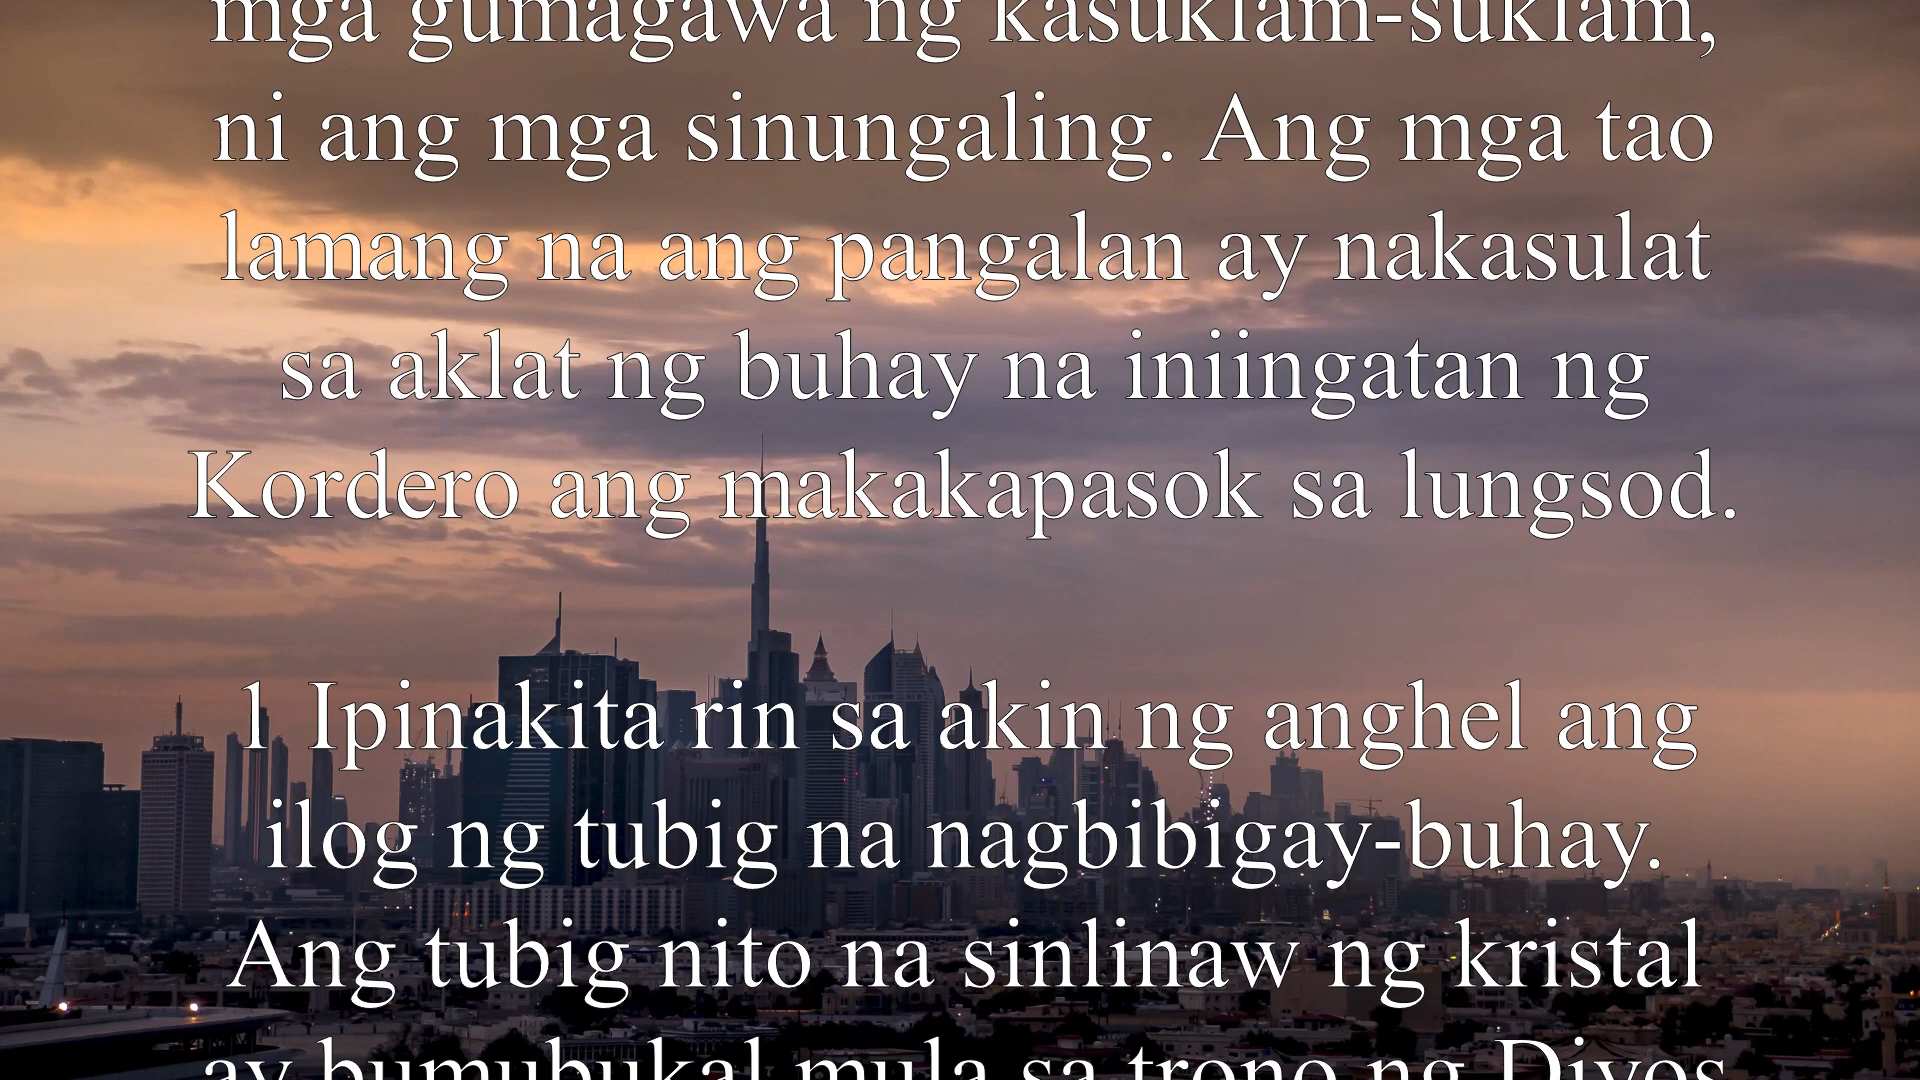 mga gumagawa ng kasuklam-suklam,
ni ang mga sinungaling. Ang mga tao
lamang na ang pangalan ay nakasulat
sa aklat ng buhay na iniingatan ng
Kordero ang makakapasok sa lungsod.
1 Ipinakita rin sa akin ng anghel ang
ilog ng tubig na nagbibigay-buhay.
Ang tubig nito na sinlinaw ng kristal
ay bumubukal mula sa trono ng Diyos